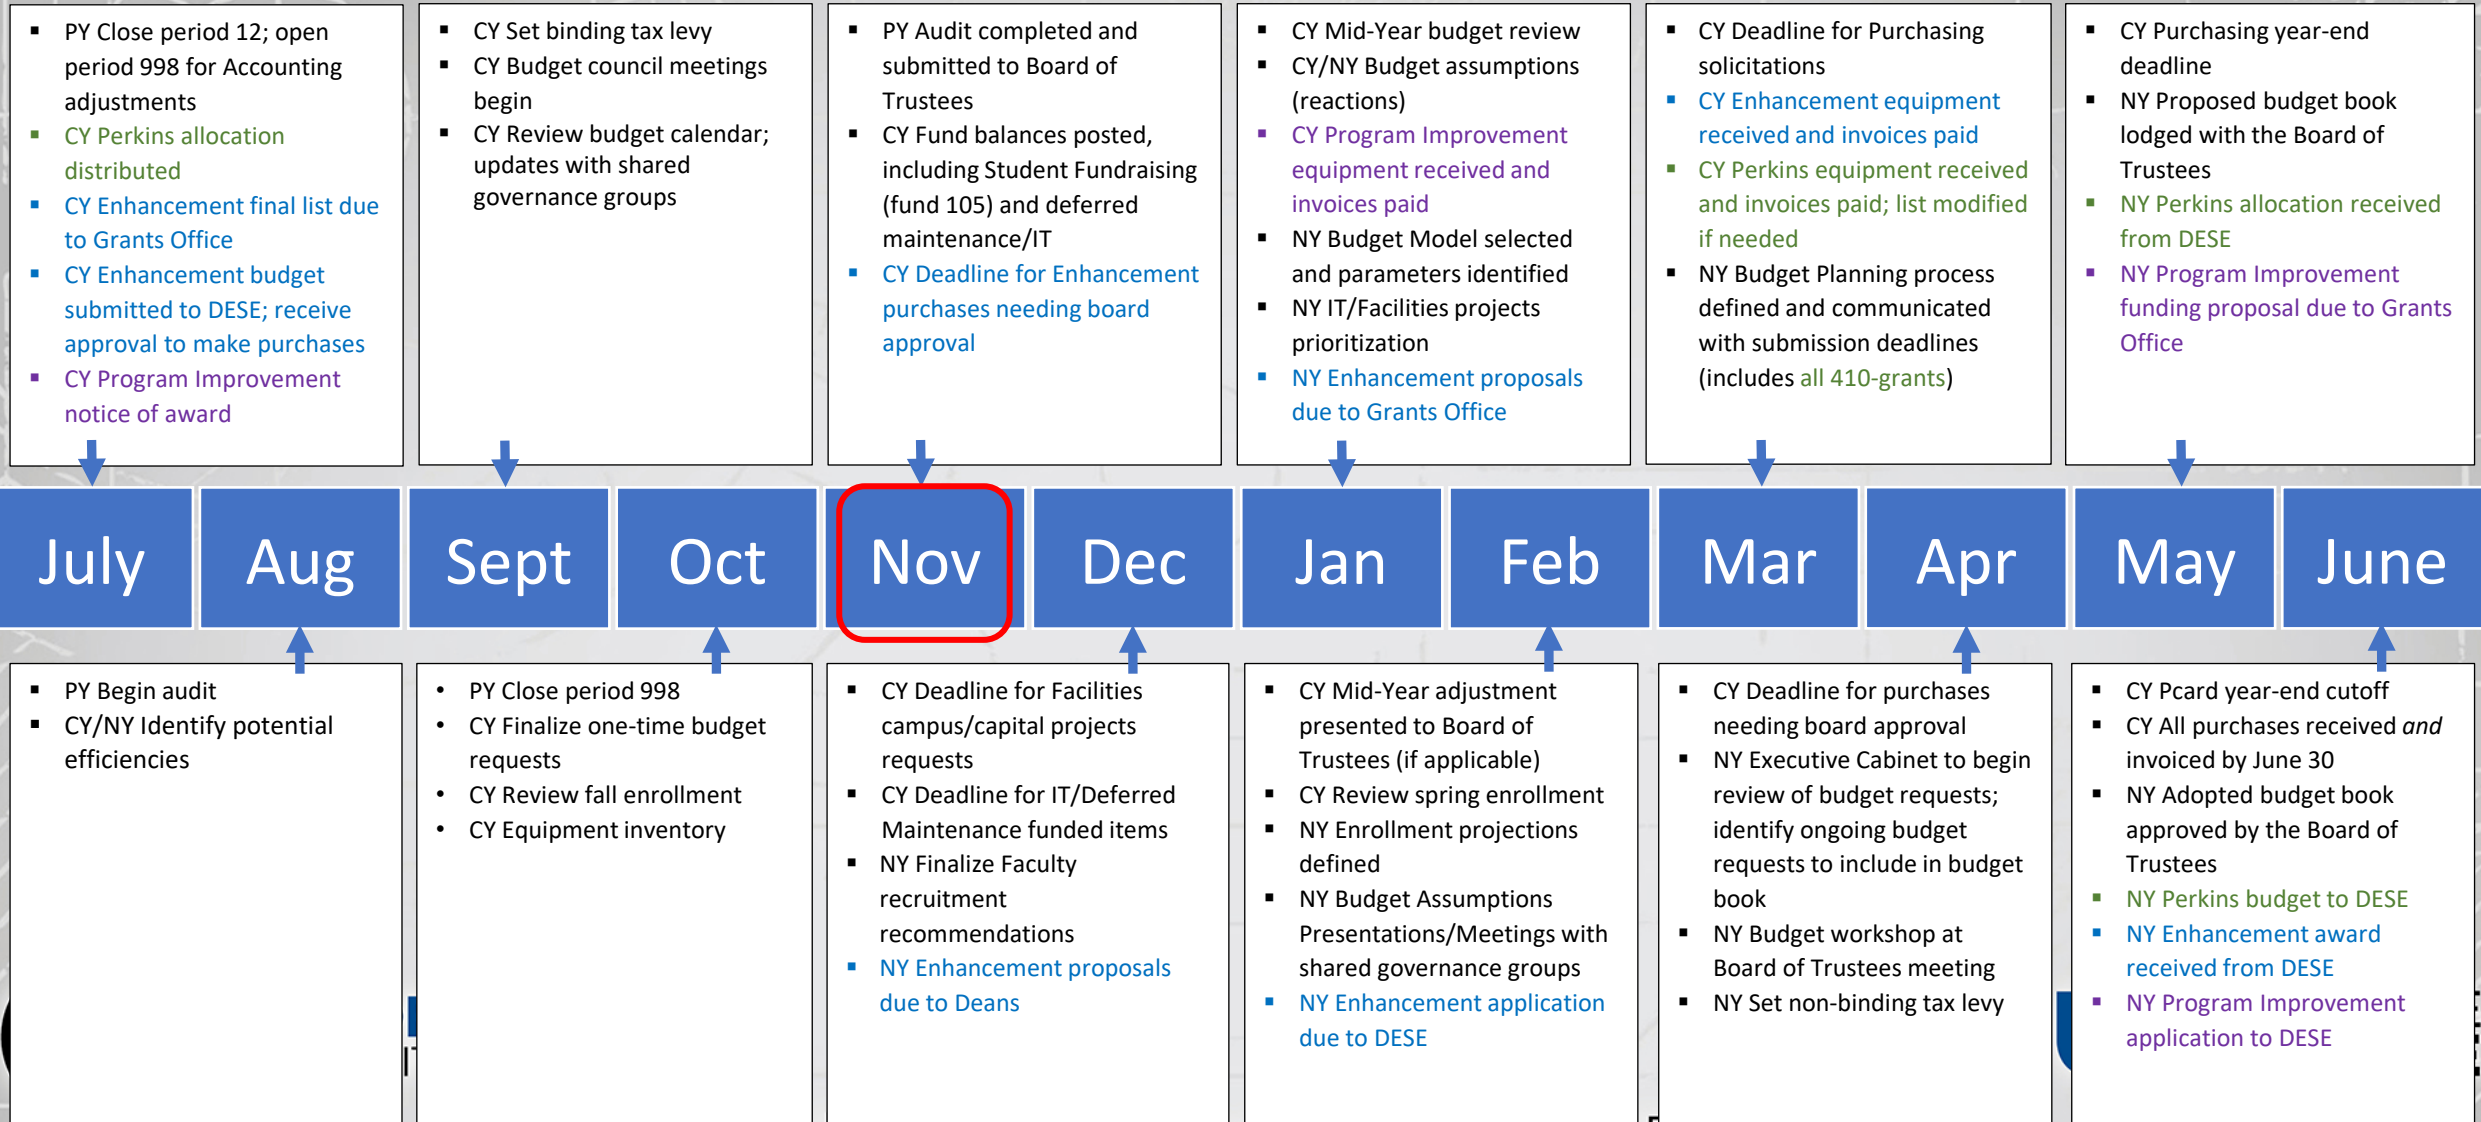 ▪ PY Close period 12; open
period 998 for Accounting
adjustments
▪ CY Perkins allocation
distributed
▪ CY Enhancement final list due
to Grants Office
▪ CY Enhancement budget
submitted to DESE; receive
approval to make purchases
▪ CY Program Improvement
notice of award
▪ CY Set binding tax levy
▪ CY Budget council meetings
begin
▪ CY Review budget calendar;
updates with shared
governance groups
▪ PY Audit completed and
submitted to Board of
Trustees
▪ CY Fund balances posted,
including Student Fundraising
(fund 105) and deferred
maintenance/IT
▪ CY Deadline for Enhancement
purchases needing board
approval
▪ CY Mid-Year budget review
▪ CY/NY Budget assumptions
(reactions)
▪ CY Program Improvement
equipment received and
invoices paid
▪ NY Budget Model selected
and parameters identified
▪ NY IT/Facilities projects
prioritization
▪ NY Enhancement proposals
due to Grants Office
▪ CY Deadline for Purchasing
solicitations
▪ CY Enhancement equipment
received and invoices paid
▪ CY Perkins equipment received
and invoices paid; list modified
if needed
▪ NY Budget Planning process
defined and communicated
with submission deadlines
(includes all 410-grants)
▪ CY Purchasing year-end
deadline
▪ NY Proposed budget book
lodged with the Board of
Trustees
▪ NY Perkins allocation received
from DESE
▪ NY Program Improvement
funding proposal due to Grants
Office
July Aug Sept Oct Nov Dec Jan Feb Mar Apr May June
▪ PY Begin audit
▪ CY/NY Identify potential
efficiencies
• PY Close period 998
• CY Finalize one-time budget
requests
• CY Review fall enrollment
• CY Equipment inventory
▪ CY Deadline for Facilities
campus/capital projects
requests
▪ CY Deadline for IT/Deferred
Maintenance funded items
▪ NY Finalize Faculty
recruitment
recommendations
▪ NY Enhancement proposals
due to Deans
▪ CY Mid-Year adjustment
presented to Board of
Trustees (if applicable)
▪ CY Review spring enrollment
▪ NY Enrollment projections
defined
▪ NY Budget Assumptions
Presentations/Meetings with
shared governance groups
▪ NY Enhancement application
due to DESE
▪ CY Deadline for purchases
needing board approval
▪ NY Executive Cabinet to begin
review of budget requests;
identify ongoing budget
requests to include in budget
book
▪ NY Budget workshop at
Board of Trustees meeting
▪ NY Set non-binding tax levy
▪ CY Pcard year-end cutoff
▪ CY All purchases received and
invoiced by June 30
▪ NY Adopted budget book
approved by the Board of
Trustees
▪ NY Perkins budget to DESE
▪ NY Enhancement award
received from DESE
▪ NY Program Improvement
application to DESE